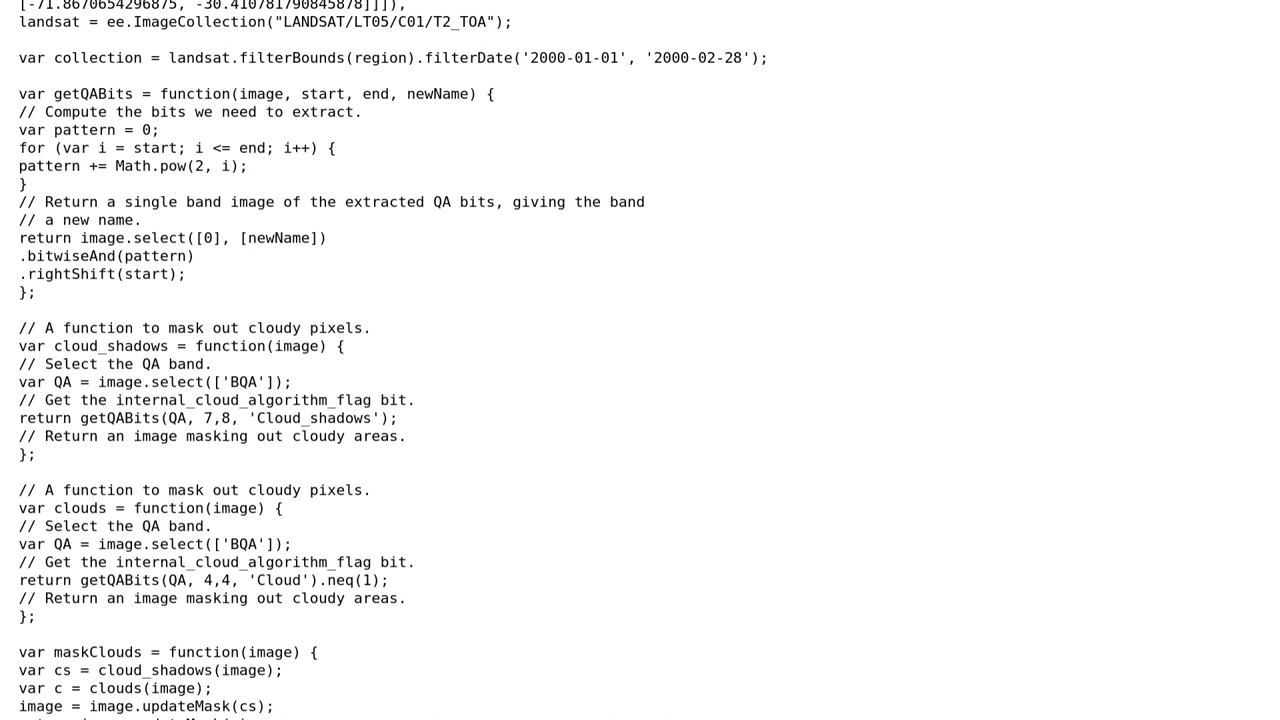 [-71.8670654296875, -30.410781790845878]]]),
landsat = ee.ImageCollection("LANDSAT/LT05/C01/T2_TOA");
var collection = landsat.filterBounds(region).filterDate('2000-01-01', '2000-02-28');
var getQABits = function(image, start, end, newName) {
// Compute the bits we need to extract.
var pattern = 0;
for (var i = start; i <= end; i++) {
pattern += Math.pow(2, i);
}
// Return a single band image of the extracted QA bits, giving the band
// a new name.
return image.select([0], [newName])
.bitwiseAnd(pattern)
.rightShift(start);
};
// A function to mask out cloudy pixels.
var cloud_shadows = function(image) {
// Select the QA band.
var QA = image.select(['BQA']);
// Get the internal_cloud_algorithm_flag bit.
return getQABits(QA, 7,8, 'Cloud_shadows');
// Return an image masking out cloudy areas.
};
// A function to mask out cloudy pixels.
var clouds = function(image) {
// Select the QA band.
var QA = image.select(['BQA']);
// Get the internal_cloud_algorithm_flag bit.
return getQABits(QA, 4,4, 'Cloud').neq(1);
// Return an image masking out cloudy areas.
};
var maskClouds = function(image) {
var cs = cloud_shadows(image);
var c = clouds(image);
image = image.updateMask(cs);